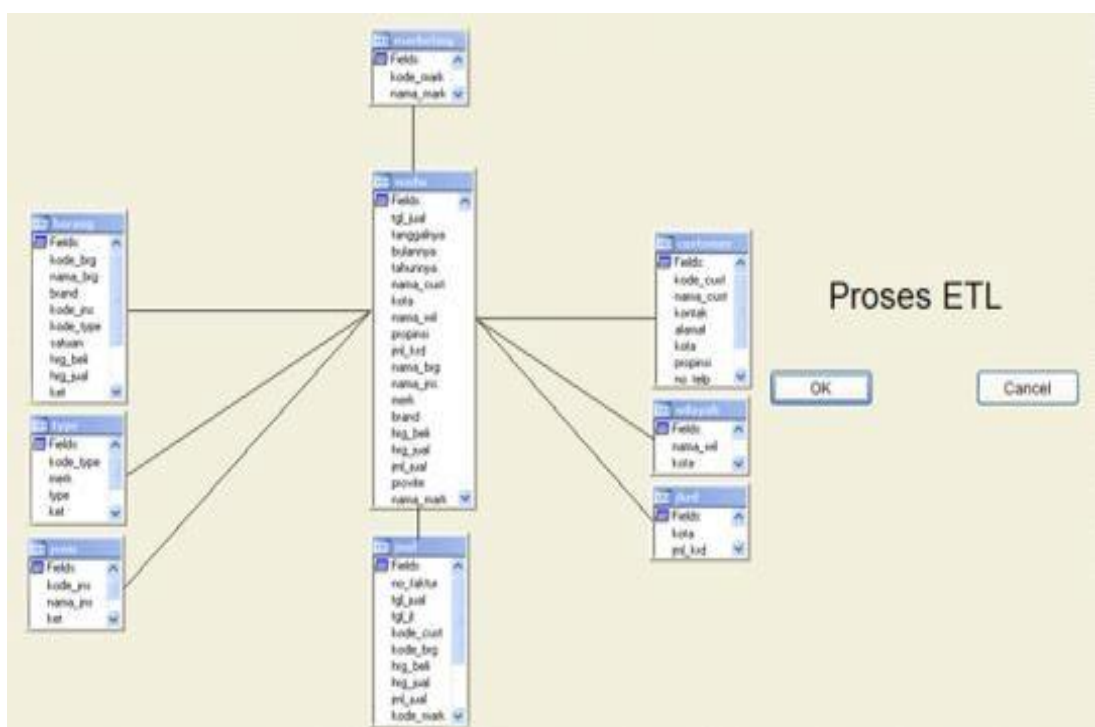 marketing
Fields
kode_mark
nama_mark
Fields
tgl_jual
tanggalnya
bulannya
tahunnya
nama_cust
kota
nama_wil
propinsi
jml_krd
nama_brg
nama_jns
merk
brand
hrg_beli
hrg_jual
jml_jual
provite
nama_mark
barang
Fields
kode_brg
nama_brg
brand
kode_jns
kode_type
satuan
hrg_beli
hrg_jual
ket
type
Fields
kode_type
merk
type
ket
jenis
Fields
kode_jns
nama_jns
ket
jual
Fields
no_faktur
tgl_jual
kode_cust
kode_brg
hrg_beli
hrg_jual
jml_jual
kode_mark
customer
Fields
kode_cust
nama_cust
kontak
alamat
kota
propinsi
no_telp
wilayah
Fields
nama_wil
kota
Fields
kota
jml_krd
Proses ETL
OK
Cancel